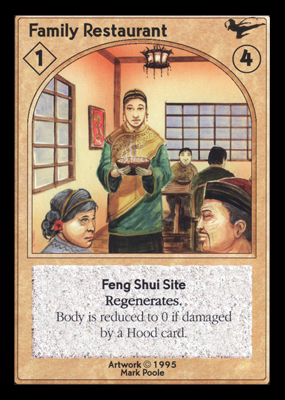 Family Restaurant
1
4
Feng Shui Site
Regenerates.
Body is reduced to 0 if damaged
by a Hood card.
Artwork © 1995
Mark Poole